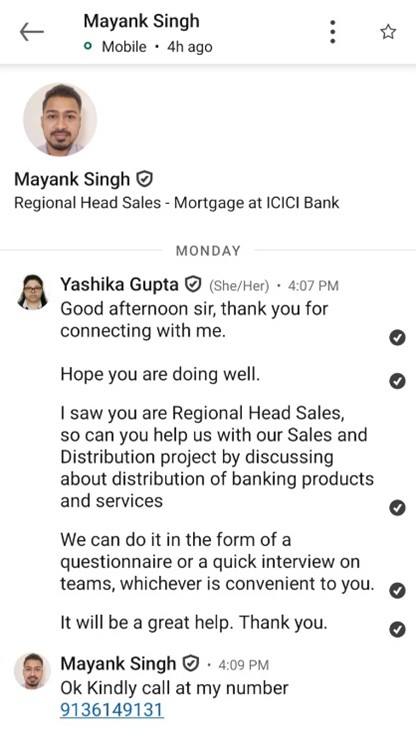 Mayank Singh
Mobile • 4h ago
Mayank Singh
Regional Head Sales - Mortgage at ICICI Bank
MONDAY
Yashika Gupta (She/Her) • 4:07 PM
Good afternoon sir, thank you for
connecting with me.
Hope you are doing well.
I saw you are Regional Head Sales,
so can you help us with our Sales and
Distribution project by discussing
about distribution of banking products
and services
We can do it in the form of a
questionnaire or a quick interview on
teams, whichever is convenient to you.
It will be a great help. Thank you.
Mayank Singh • 4:09 PM
Ok Kindly call at my number
9136149131